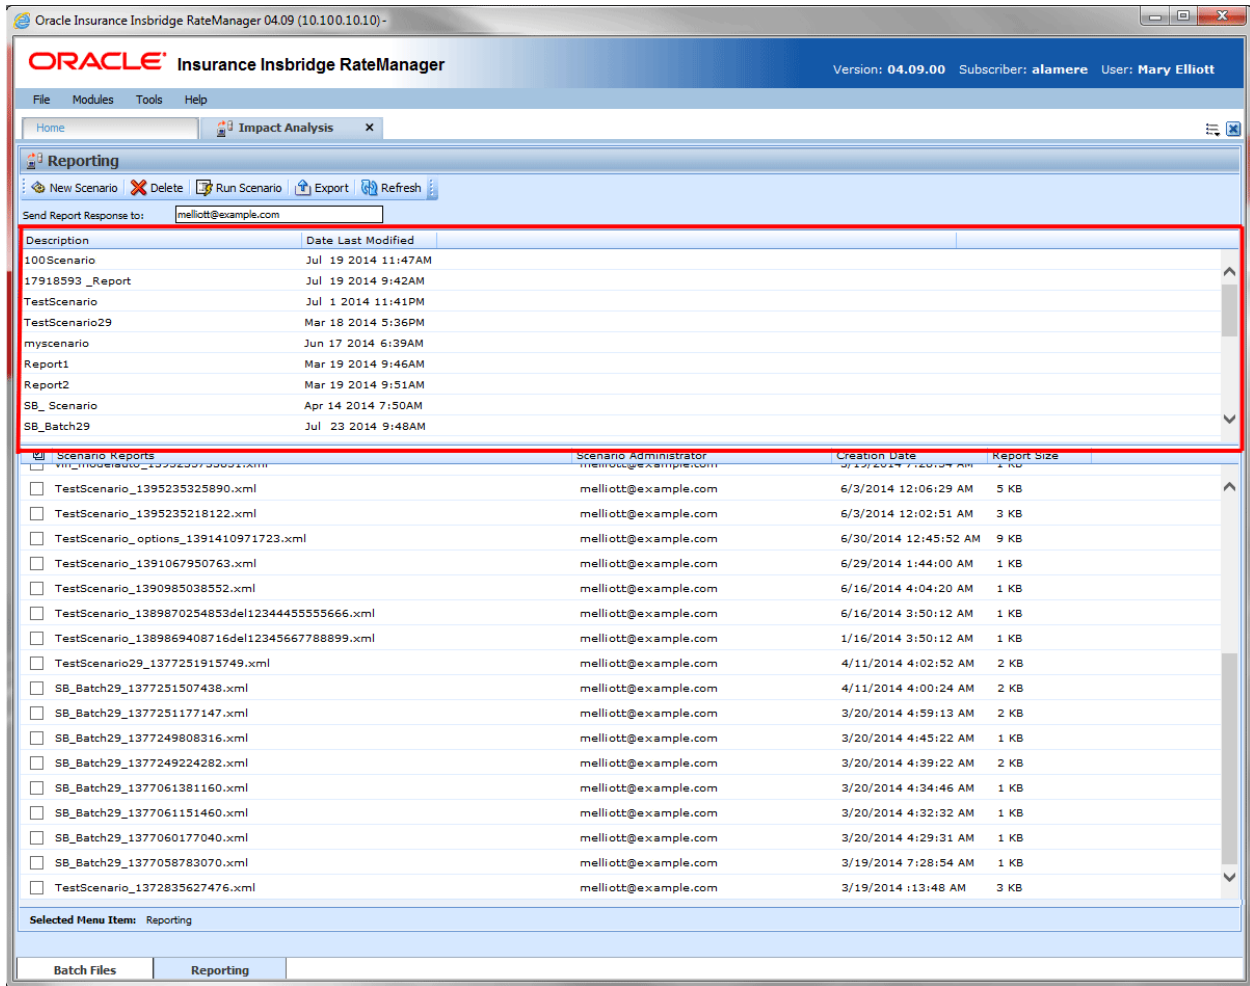 Oracle Insurance Insbridge RateManager 04.09 (10.100.10.10) -
ORACLE Insurance Insbridge RateManager
Version: 04.09.00 Subscriber: alamere User: Mary Elliott
File Modules Tools Help
Home Impact Analysis x
Reporting
New Scenario Delete Run Scenario Export Refresh
Send Report Response to: melliott@example.com
Description Date Last Modified
100Scenario Jul 19 2014 11:47AM
17918593 _Report Jul 19 2014 9:42AM
TestScenario Jul 1 2014 11:41PM
TestScenario29 Mar 18 2014 5:36PM
myscenario Jun 17 2014 6:39AM
Report1 Mar 19 2014 9:46AM
Report2 Mar 19 2014 9:51AM
SB_ Scenario Apr 14 2014 7:50AM
SB_Batch29 Jul 23 2014 9:48AM
Scenario Reports Scenario Administrator Creation Date Report Size
TestScenario_1395235325890.xml melliott@example.com 6/3/2014 12:06:29 AM 5 KB
TestScenario_1395235218122.xml melliott@example.com 6/3/2014 12:02:51 AM 3 KB
TestScenario_options_1391410971723.xml melliott@example.com 6/30/2014 12:45:52 AM 9 KB
TestScenario_1391067950763.xml melliott@example.com 6/29/2014 1:44:00 AM 1 KB
TestScenario_1390985038552.xml melliott@example.com 6/16/2014 4:04:20 AM 1 KB
TestScenario_1389870254853del12344455555666.xml melliott@example.com 6/16/2014 3:50:12 AM 1 KB
TestScenario_1389869408716del12345667788899.xml melliott@example.com 1/16/2014 3:50:12 AM 1 KB
TestScenario29_1377251915749.xml melliott@example.com 4/11/2014 4:02:52 AM 2 KB
SB_Batch29_1377251507438.xml melliott@example.com 4/11/2014 4:00:24 AM 2 KB
SB_Batch29_1377251177147.xml melliott@example.com 3/20/2014 4:59:13 AM 2 KB
SB_Batch29_1377249808316.xml melliott@example.com 3/20/2014 4:45:22 AM 1 KB
SB_Batch29_1377249224282.xml melliott@example.com 3/20/2014 4:39:22 AM 2 KB
SB_Batch29_1377061381160.xml melliott@example.com 3/20/2014 4:34:46 AM 1 KB
SB_Batch29_1377061151460.xml melliott@example.com 3/20/2014 4:32:32 AM 1 KB
SB_Batch29_1377060177040.xml melliott@example.com 3/20/2014 4:29:31 AM 1 KB
SB_Batch29_1377058783070.xml melliott@example.com 3/19/2014 7:28:54 AM 1 KB
TestScenario_1372835627476.xml melliott@example.com 3/19/2014 :13:48 AM 3 KB
Selected Menu Item: Reporting
Batch Files Reporting